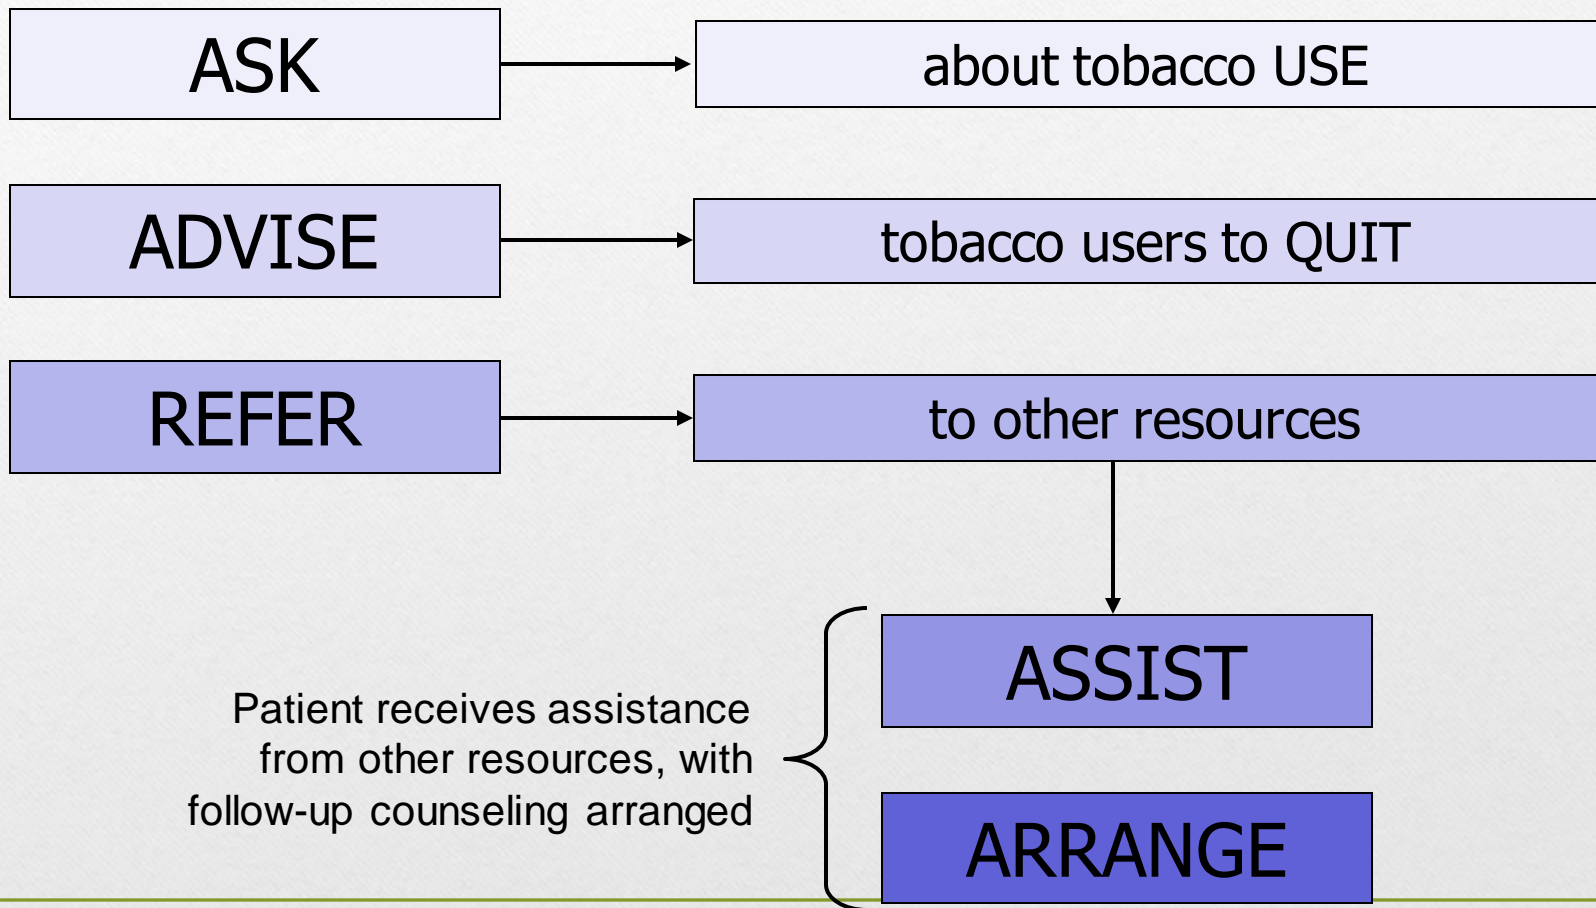 ASK
about tobacco USE
ADVISE
tobacco users to QUIT
REFER
to other resources
ASSIST
Patient receives assistance
from other resources, with
follow-up counseling arranged
ARRANGE